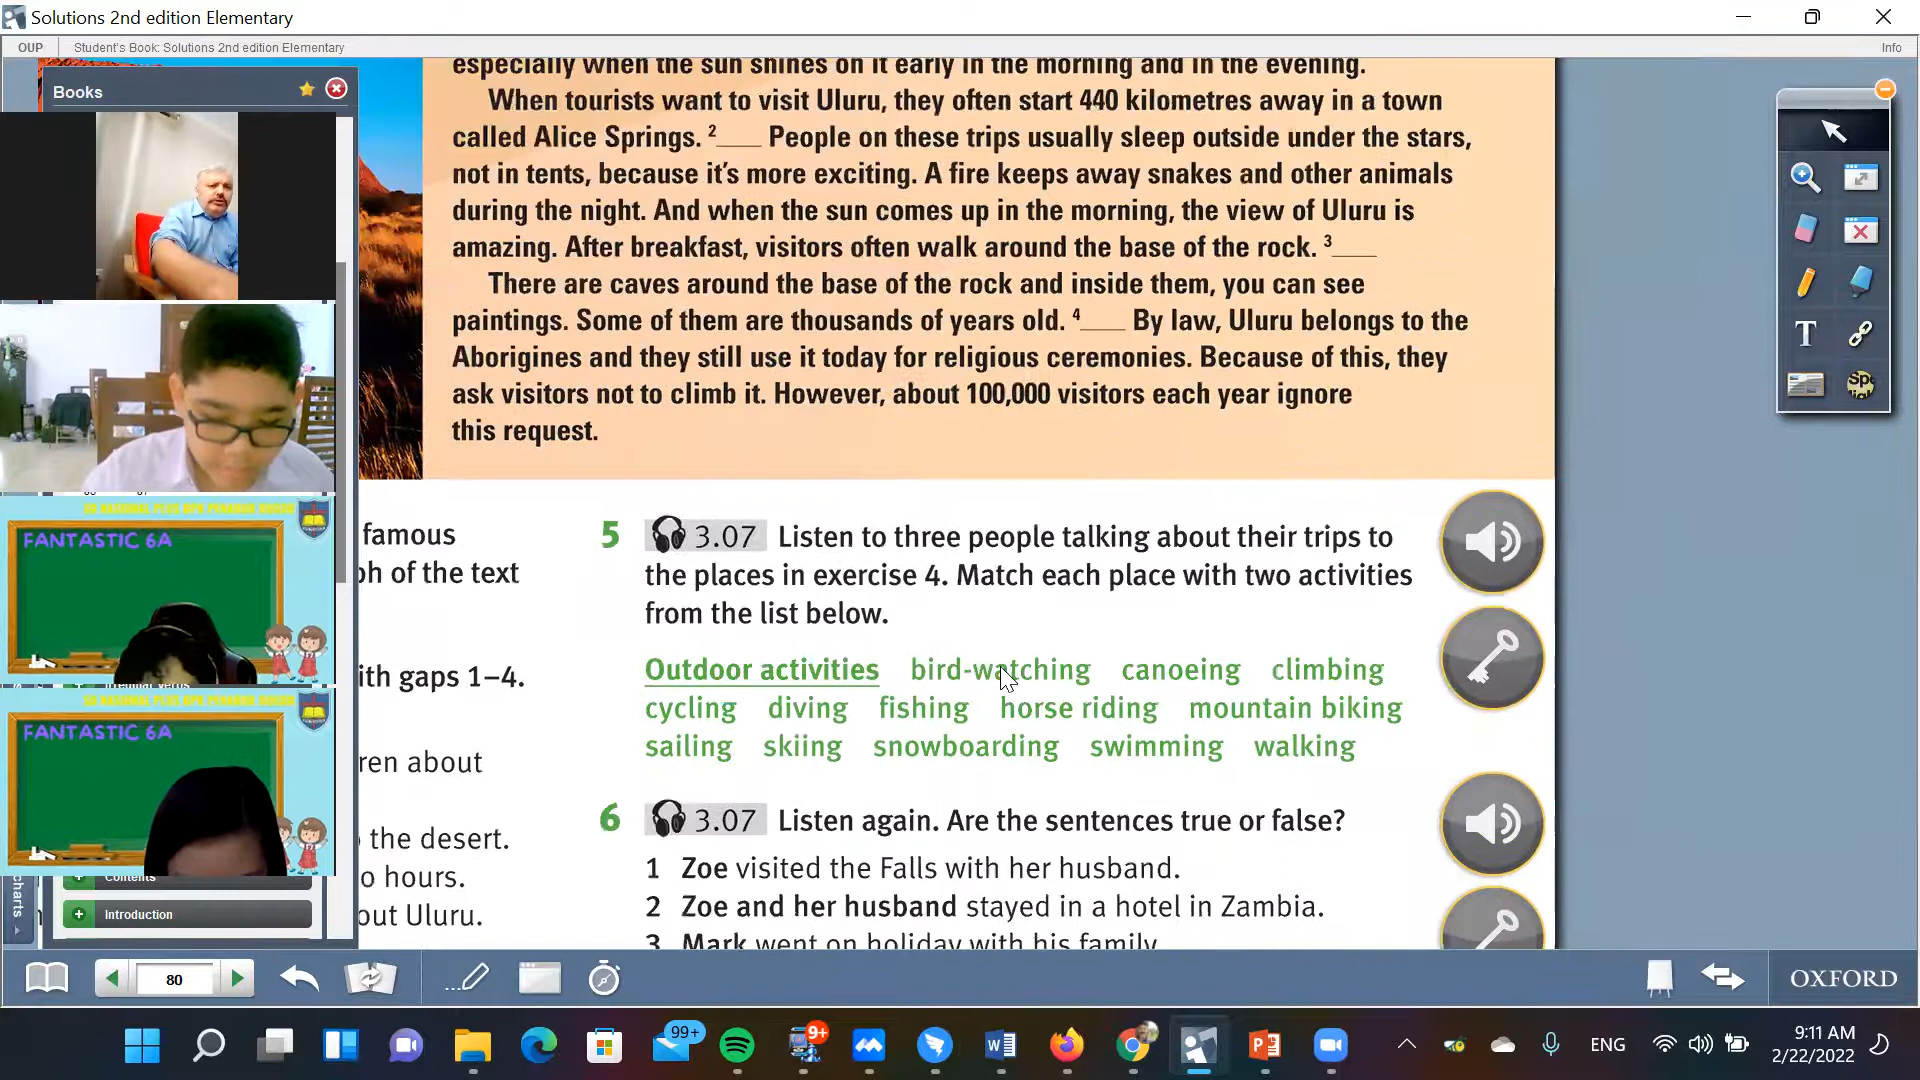 Solutions 2nd edition Elementary
OUP Student's Book: Solutions 2nd edition Elementary Info
Books
especially when the sun shines on it early in the morning and in the evening.
When tourists want to visit Uluru, they often start 440 kilometres away in a town
called Alice Springs. 2___ People on these trips usually sleep outside under the stars,
not in tents, because it's more exciting. A fire keeps away snakes and other animals
during the night. And when the sun comes up in the morning, the view of Uluru is
amazing. After breakfast, visitors often walk around the base of the rock. 3___
There are caves around the base of the rock and inside them, you can see
paintings. Some of them are thousands of years old. 4___ By law, Uluru belongs to the
Aborigines and they still use it today for religious ceremonies. Because of this, they
ask visitors not to climb it. However, about 100,000 visitors each year ignore
this request.
FANTASTIC 6A
FANTASTIC 6A
Contents
Introduction
charts
famous
of the text
ith gaps 1–4.
ren about
the desert.
o hours.
out Uluru.
5 3.07 Listen to three people talking about their trips to
the places in exercise 4. Match each place with two activities
from the list below.
Outdoor activities bird-watching canoeing climbing
cycling diving fishing horse riding mountain biking
sailing skiing snowboarding swimming walking
6 3.07 Listen again. Are the sentences true or false?
1 Zoe visited the Falls with her husband.
2 Zoe and her husband stayed in a hotel in Zambia.
3 Mark went on holiday with his family
T
Sp
80
OXFORD
99+
9+
ENG
9:11 AM
2/22/2022